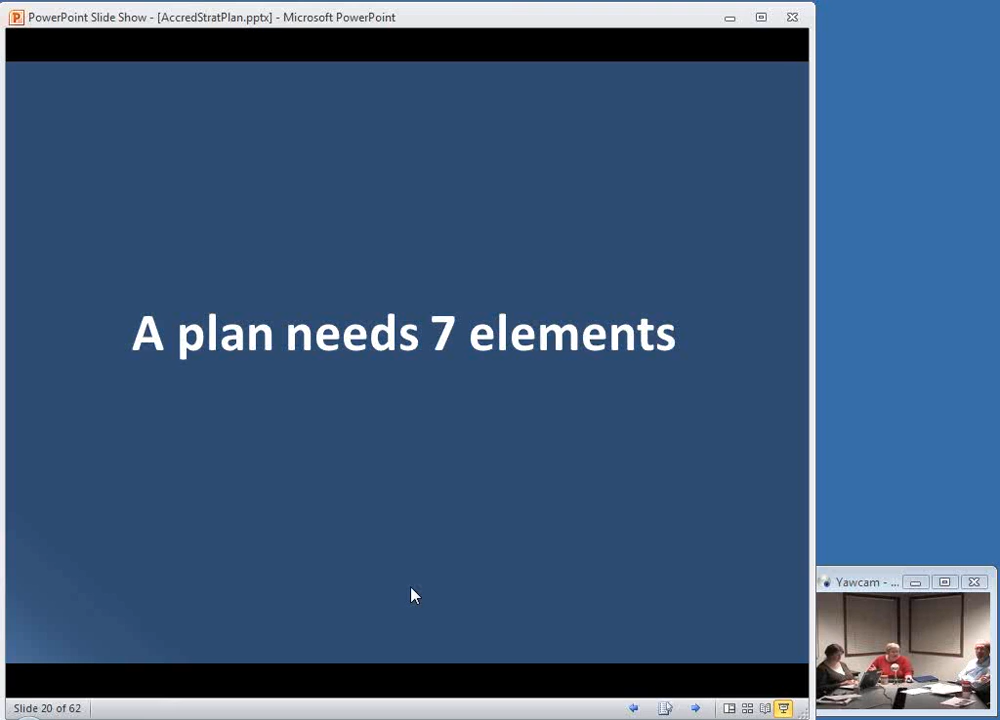 PowerPoint Slide Show - [AccredStratPlan.pptx] - Microsoft PowerPoint
A plan needs 7 elements
Yawcam - ...
Slide 20 of 62